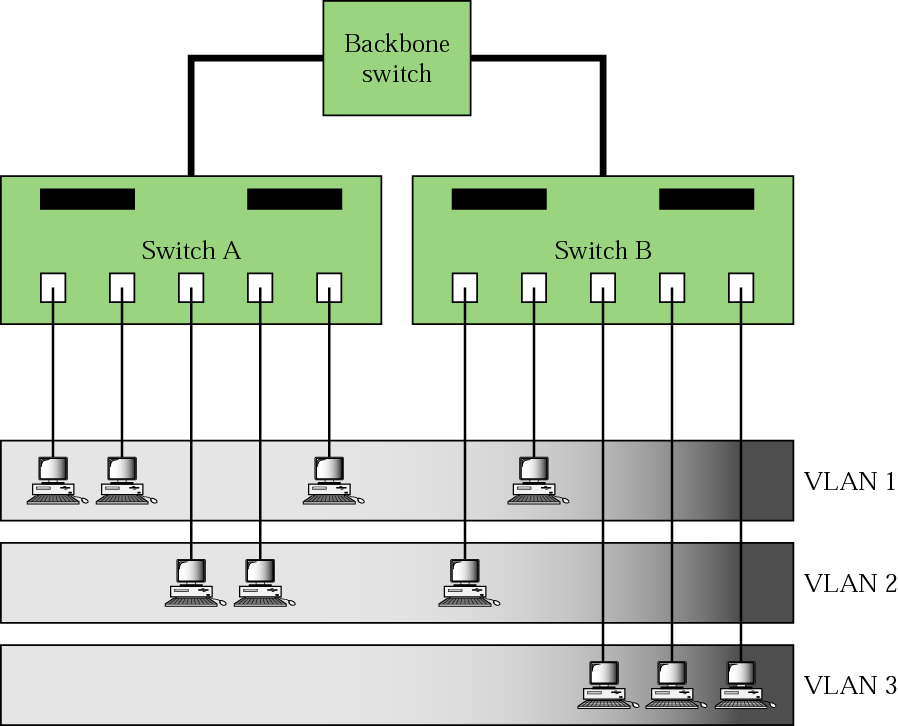 Backbone
switch
Switch A
Switch B
VLAN 1
VLAN 2
VLAN 3